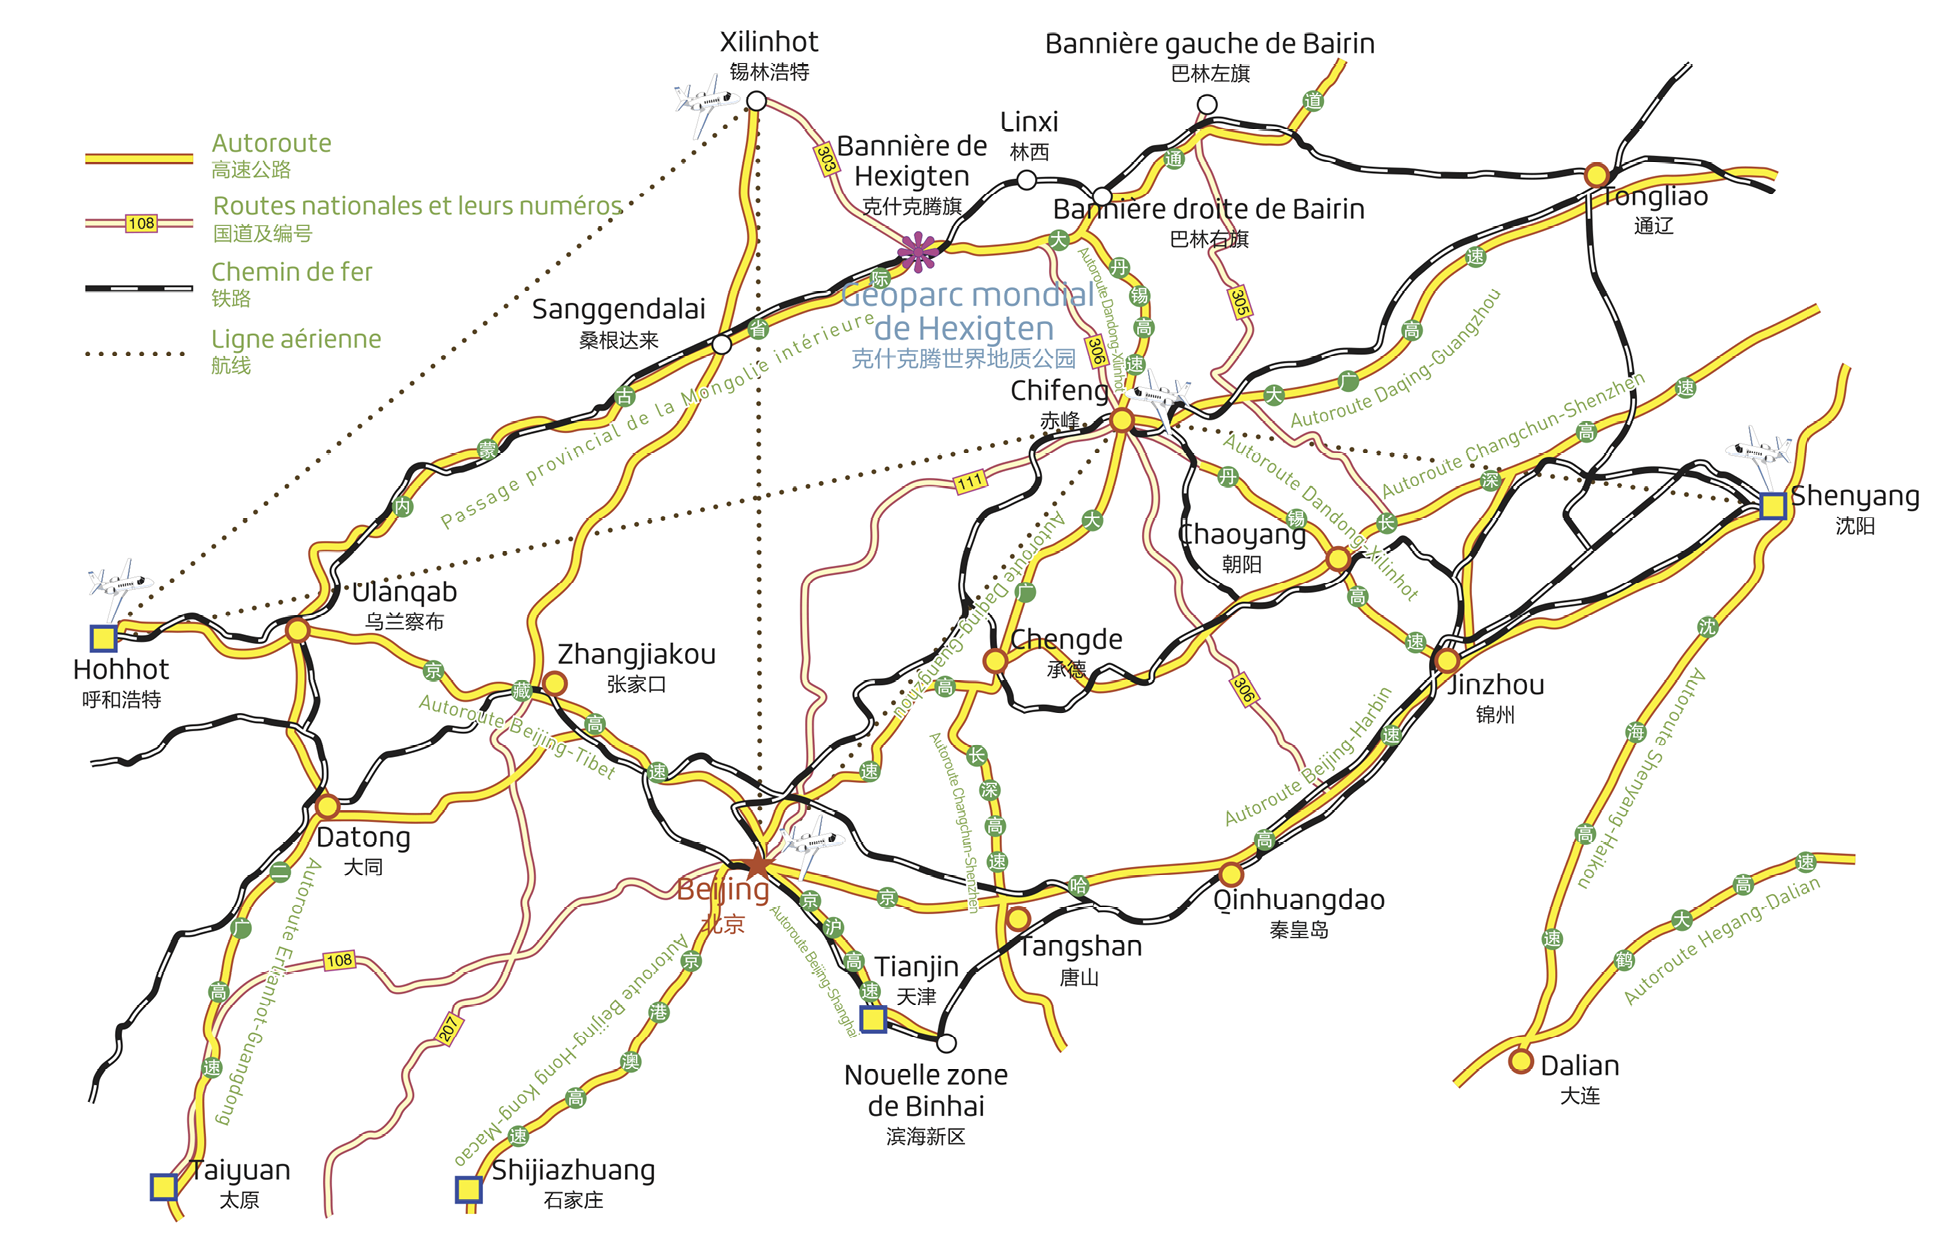 Autoroute
高速公路
108
Routes nationales et leurs numéros
国道及编号
Chemin de fer
铁路
Ligne aérienne
航线
Xilinhot
锡林浩特
303
Bannière de
Hexigten
克什克腾旗
Linxi
林西
Bannière gauche de Bairin
巴林左旗
Bannière droite de Bairin
巴林右旗
Tongliao
通辽
Sanggendalai
桑根达来
Géoparc mondial
de Hexigten
克什克腾世界地质公园
Chifeng
赤峰
305
306
111
Passage provincial de la Mongolie intérieure
内
蒙
古
省
际
大
通
道
Autoroute Dandong-Xilinhot
丹
锡
高
速
Autoroute Daqing-Guangzhou
大
广
高
速
Autoroute Changchun-Shenzhen
长
深
高
速
Autoroute Dandong-Xilinhot
丹
锡
高
速
Shenyang
沈阳
Chaoyang
朝阳
Ulanqab
乌兰察布
Hohhot
呼和浩特
Zhangjiakou
张家口
Chengde
承德
Jinzhou
锦州
306
Autoroute Daqing-Guangzhou
大
广
高
速
Autoroute Beijing-Tibet
京
藏
高
速
Autoroute Changchun-Shenzhen
长
深
高
速
Autoroute Beijing-Harbin
京
哈
高
速
Autoroute Shenyang-Haikou
沈
海
高
速
Autoroute Hegang-Dalian
鹤
大
高
速
Datong
大同
Beijing
北京
Qinhuangdao
秦皇岛
Tangshan
唐山
Tianjin
天津
Autoroute Beijing-Shanghai
京
沪
高
速
Autoroute Erlianhot-Guangdong
二
广
高
速
108
207
Autoroute Beijing-Hong Kong-Macao
京
港
澳
高
速
Nouelle zone
de Binhai
滨海新区
Dalian
大连
Taiyuan
太原
Shijiazhuang
石家庄